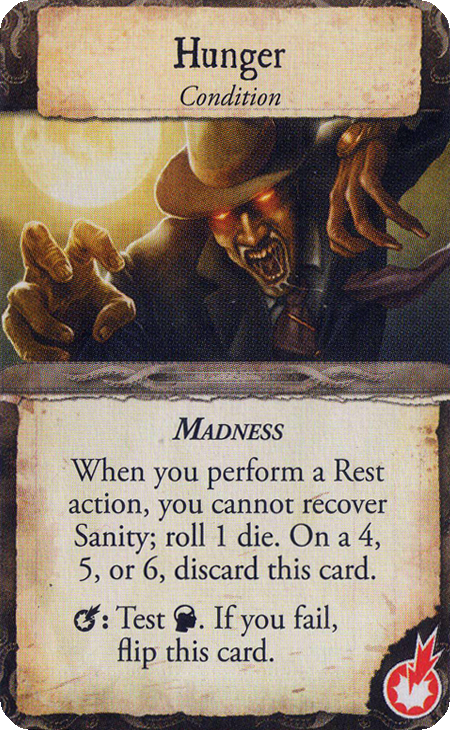 Hunger
Condition
MADNESS
When you perform a Rest
action, you cannot recover
Sanity; roll 1 die. On a 4,
5, or 6, discard this card.
: Test . If you fail,
flip this card.